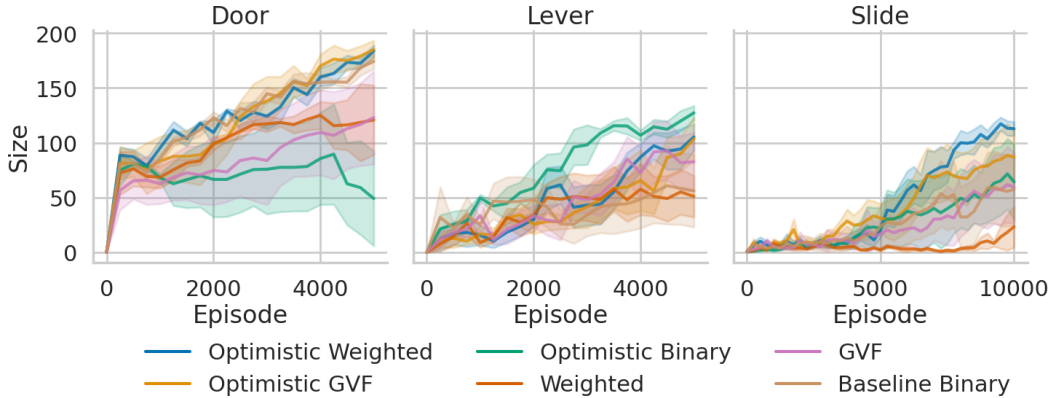 Door Lever Slide
200
150
100
50
0
Size
0 2000 4000 0 2000 4000 0 5000 10000
Episode Episode Episode
Optimistic Weighted Optimistic Binary GVF
Optimistic GVF Weighted Baseline Binary